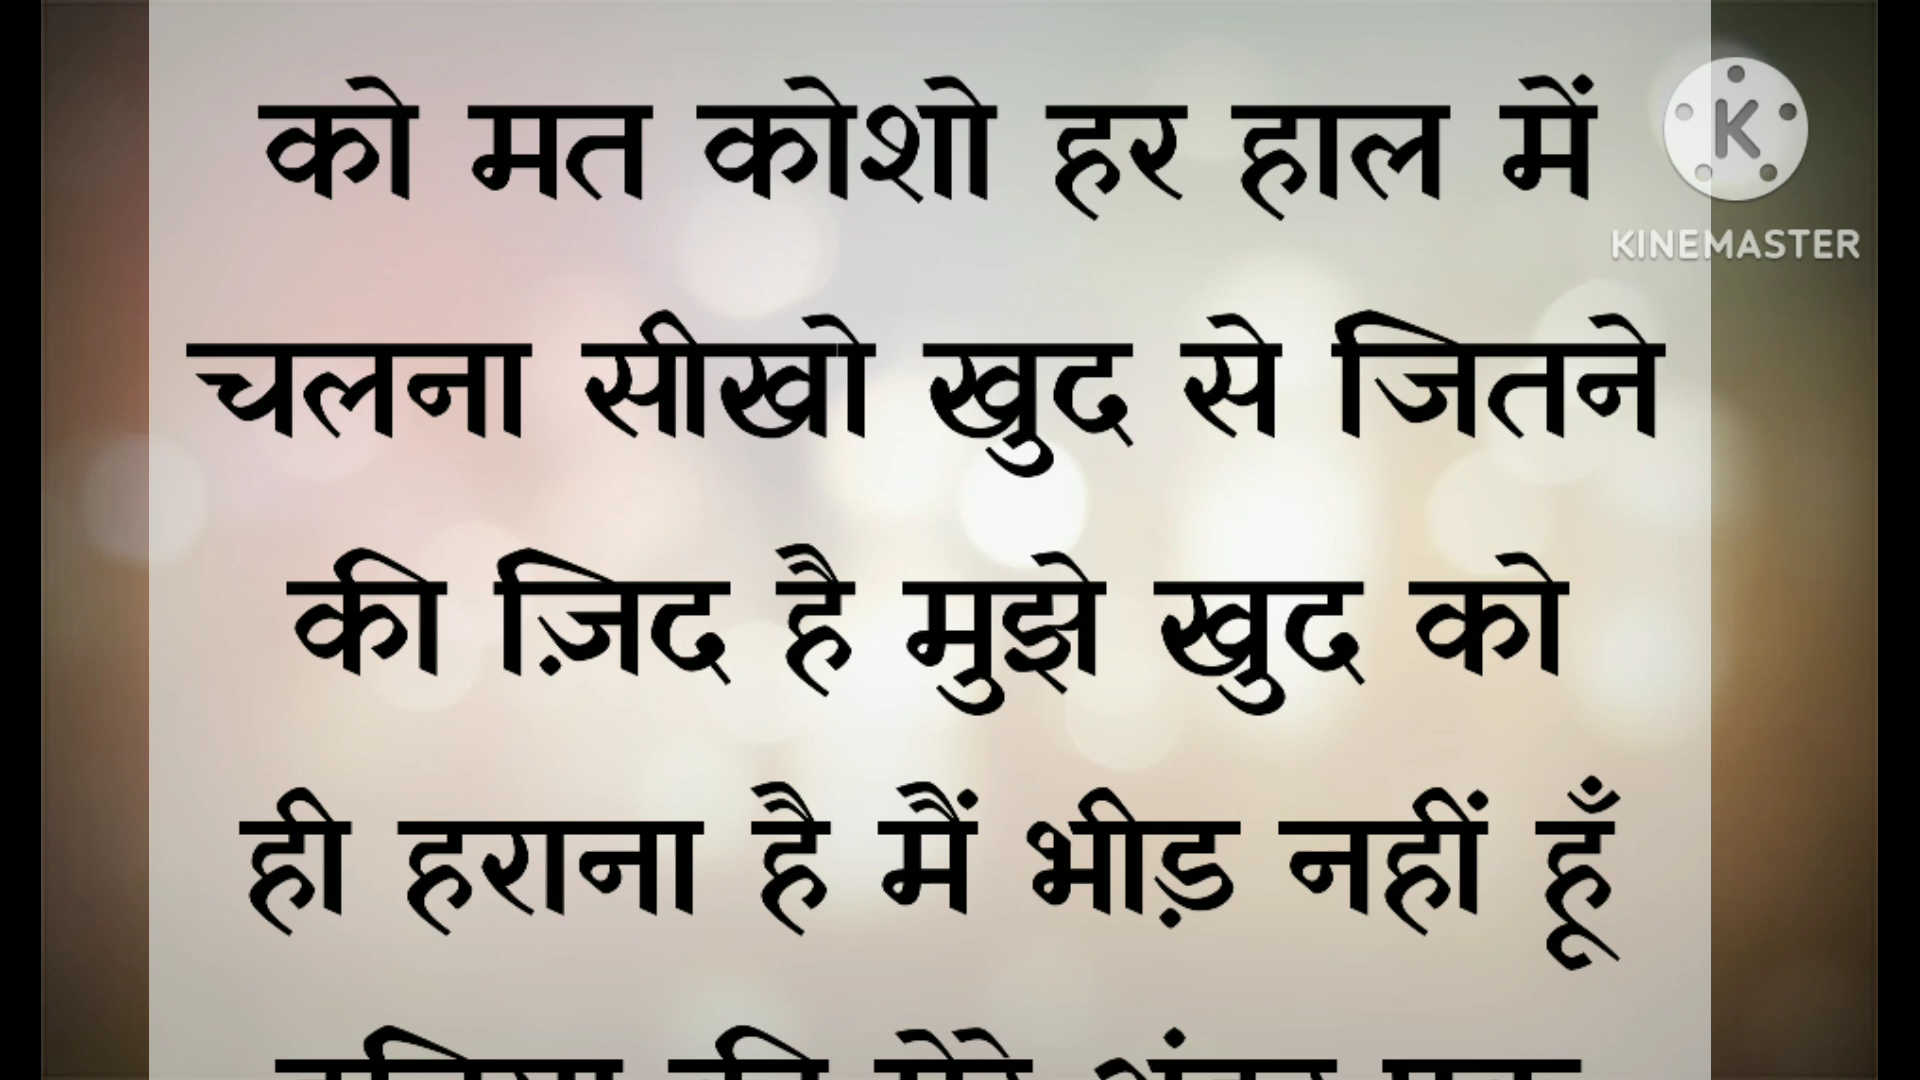 को मत कोशो हर हाल में
KINEMASTER
चलना सीखो खुद से जितने
की ज़िद है मुझे खुद को
ही हराना है मैं भीड़ नहीं हूँ